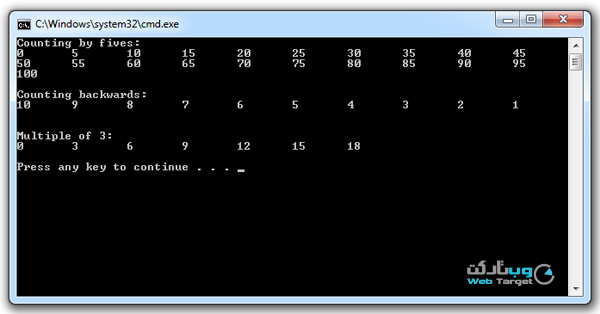 C:\Windows\system32\cmd.exe
Counting by fives:
0 5 10 15 20 25 30 35 40 45
50 55 60 65 70 75 80 85 90 95
100
Counting backwards:
10 9 8 7 6 5 4 3 2 1
Multiple of 3:
0 3 6 9 12 15 18
Press any key to continue . . . _
وب‌تارگت
Web Target